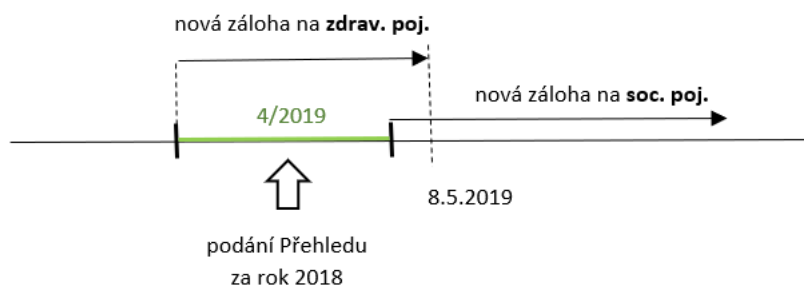 nová záloha na zdrav. poj.
nová záloha na soc. poj.
4/2019
8.5.2019
podání Přehledu
za rok 2018